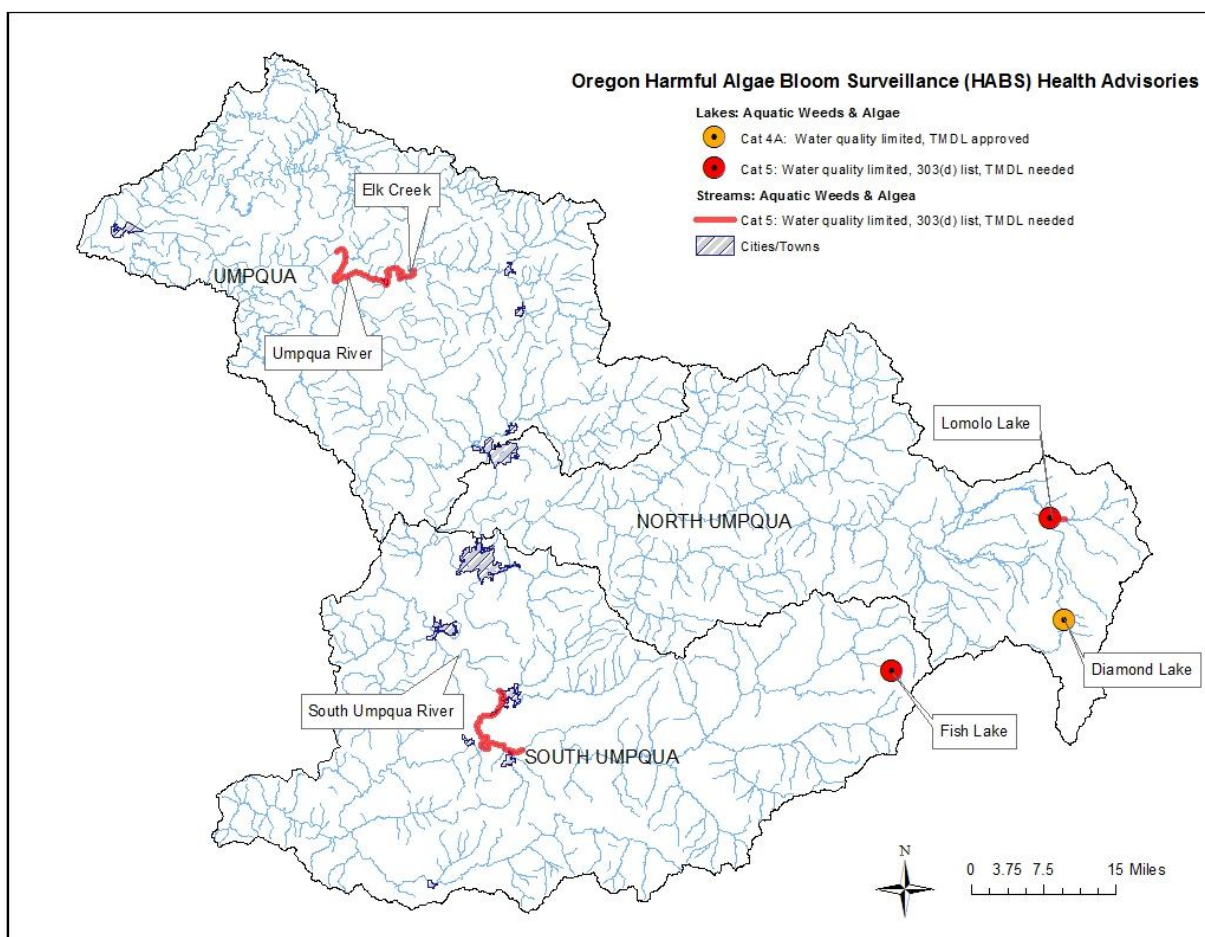 Oregon Harmful Algae Bloom Surveillance (HABS) Health Advisories
Lakes: Aquatic Weeds & Algae
Cat 4A: Water quality limited, TMDL approved
Cat 5: Water quality limited, 303(d) list, TMDL needed
Streams: Aquatic Weeds & Algea
Cat 5: Water quality limited, 303(d) list, TMDL needed
Cities/Towns
Elk Creek
UMPQUA
Umpqua River
Lomolo Lake
NORTH UMPQUA
Diamond Lake
South Umpqua River
Fish Lake
SOUTH UMPQUA
N
0 3.75 7.5 15 Miles